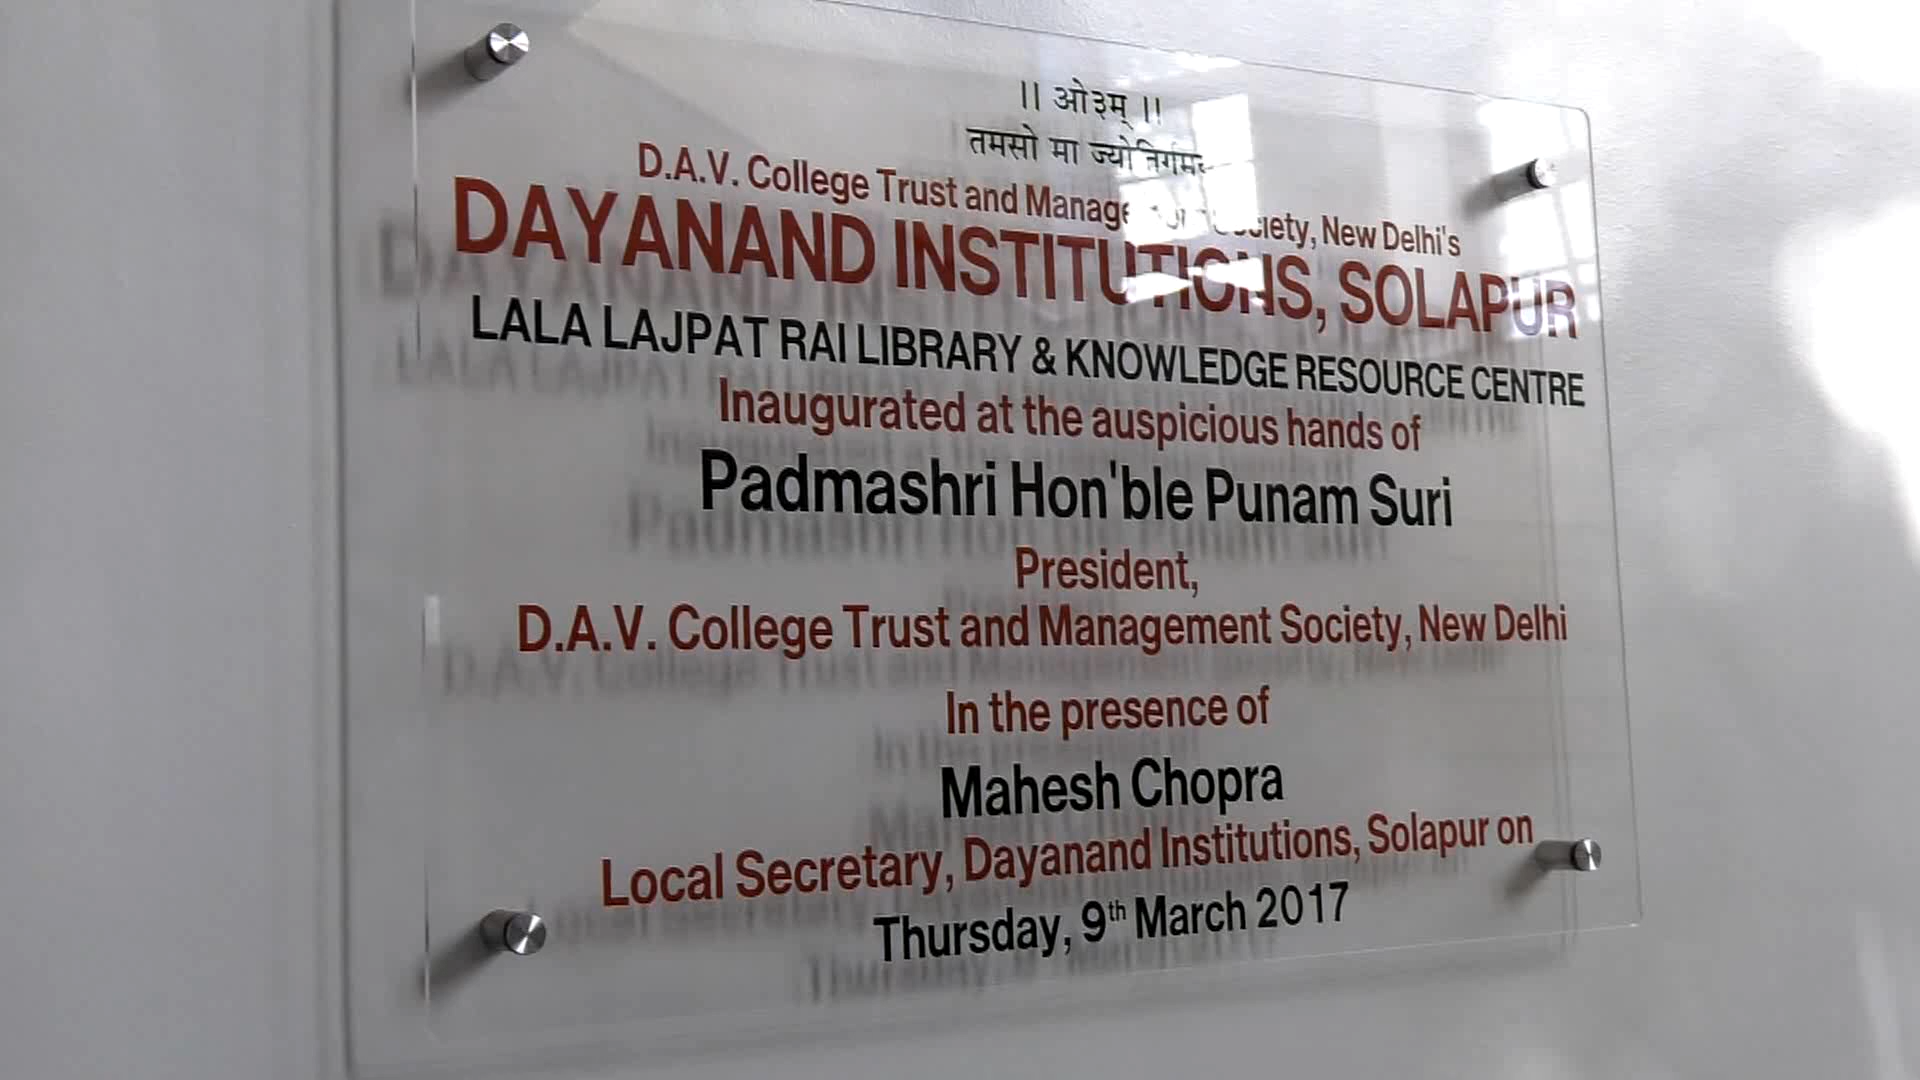 ।। ओ३म् ।।
तमसो मा ज्योतिर्गमय
D.A.V. College Trust and Management Society, New Delhi's
DAYANAND INSTITUTIONS, SOLAPUR
LALA LAJPAT RAI LIBRARY & KNOWLEDGE RESOURCE CENTRE
Inaugurated at the auspicious hands of
Padmashri Hon'ble Punam Suri
President,
D.A.V. College Trust and Management Society, New Delhi
In the presence of
Mahesh Chopra
Local Secretary, Dayanand Institutions, Solapur on
Thursday, 9th March 2017